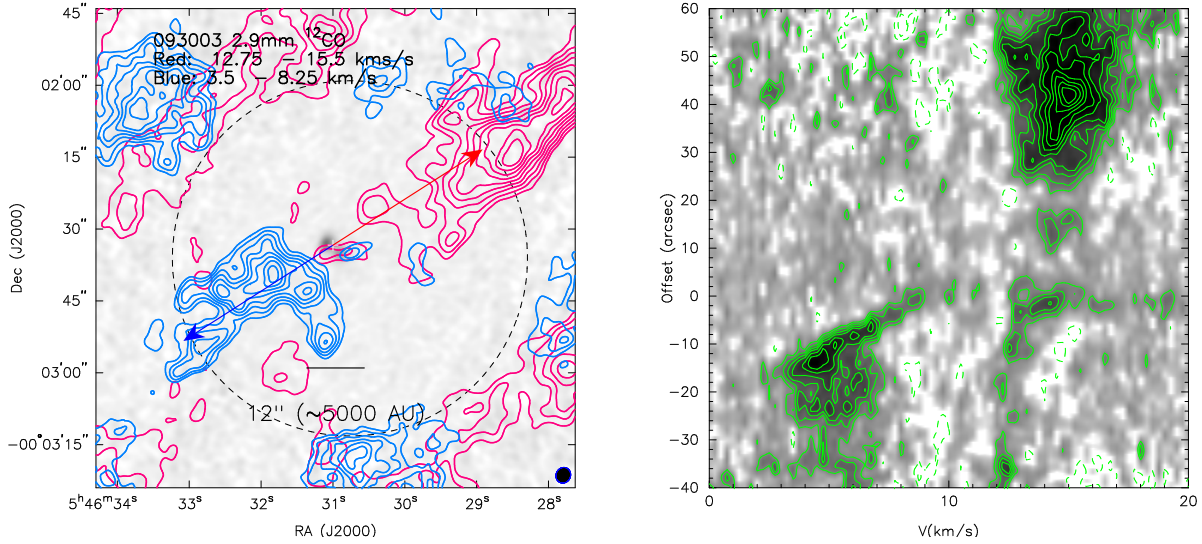 093003 2.9mm ¹²CO
Red: 12.75 − 15.5 kms/s
Blue: 3.5 − 8.25 km/s
45"
02'00"
15"
30"
45"
03'00"
−00°03'15"
12" (~5000 AU)
5ʰ46ᵐ34ˢ 33ˢ 32ˢ 31ˢ 30ˢ 29ˢ 28ˢ
RA (J2000)
Dec (J2000)
60
50
40
30
20
10
0
−10
−20
−30
−40
0 10 20
V(km/s)
Offset (arcsec)